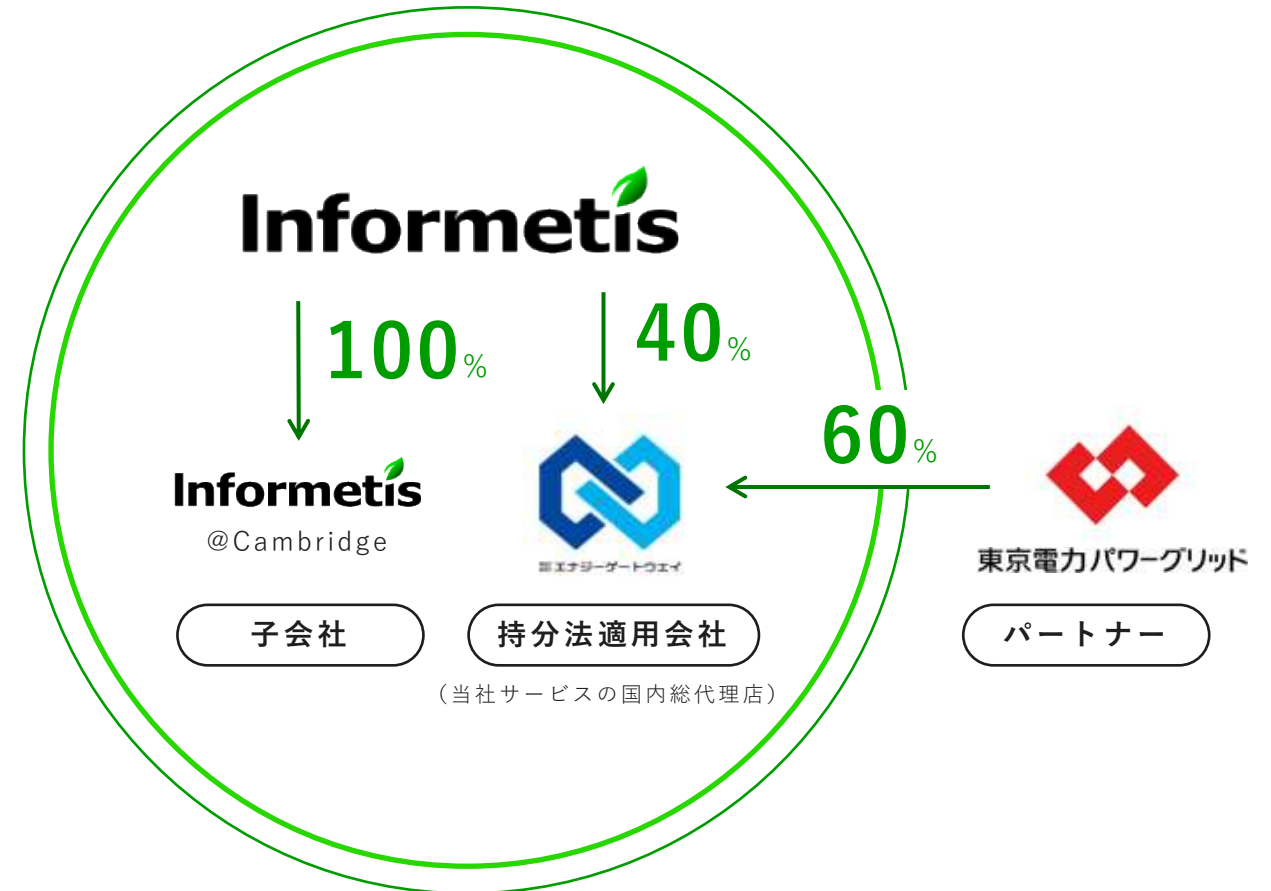 Informetis
100%
40%
60%
Informetis
@Cambridge
エナジーゲートウェイ
東京電力パワーグリッド
子会社
持分法適用会社
パートナー
(当社サービスの国内総代理店)